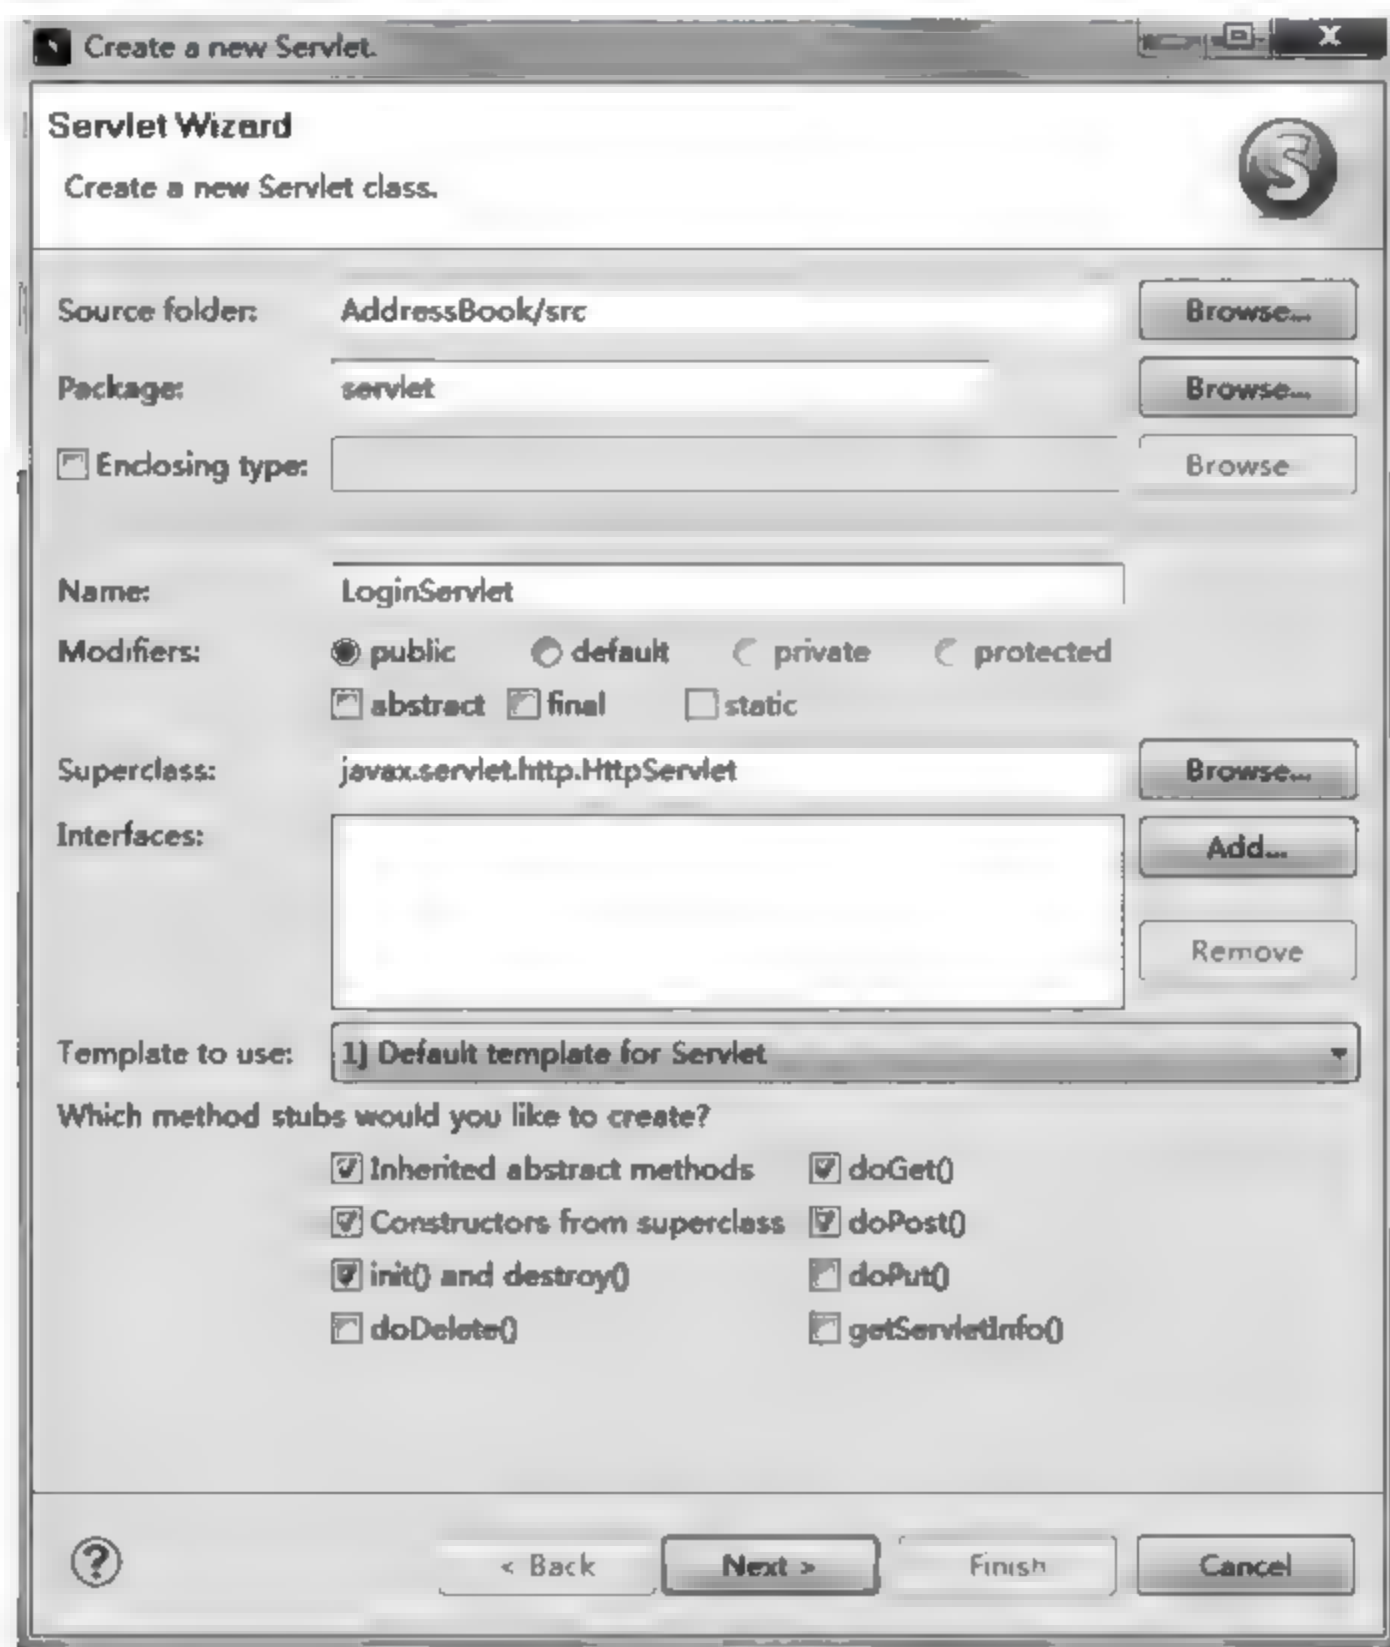 Create a new Servlet.
Servlet Wizard
Create a new Servlet class.
S
Source folder: AddressBook/src Browse...
Package: servlet Browse...
Enclosing type: Browse
Name: LoginServlet
Modifiers: public default private protected
abstract final static
Superclass: javax.servlet.http.HttpServlet Browse...
Interfaces: Add...
Remove
Template to use: 1) Default template for Servlet
Which method stubs would you like to create?
Inherited abstract methods doGet()
Constructors from superclass doPost()
init() and destroy() doPut()
doDelete() getServletInfo()
? < Back Next > Finish Cancel